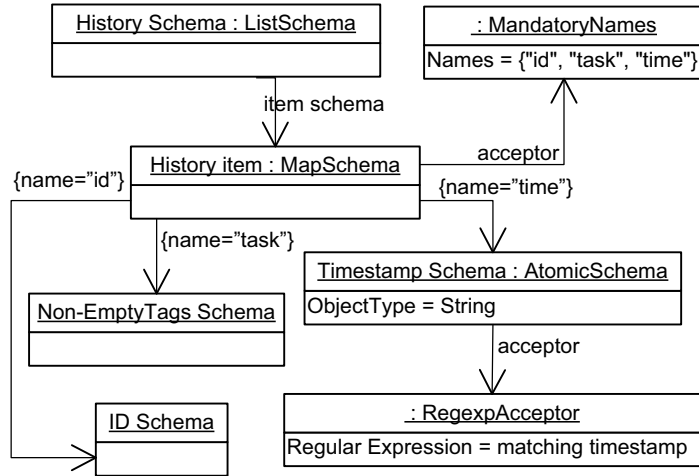 History Schema : ListSchema
: MandatoryNames
Names = {"id", "task", "time"}
item schema
History item : MapSchema
acceptor
{name=”id”}
{name=”time”}
{name=”task”}
Timestamp Schema : AtomicSchema
ObjectType = String
Non-EmptyTags Schema
acceptor
ID Schema
: RegexpAcceptor
Regular Expression = matching timestamp